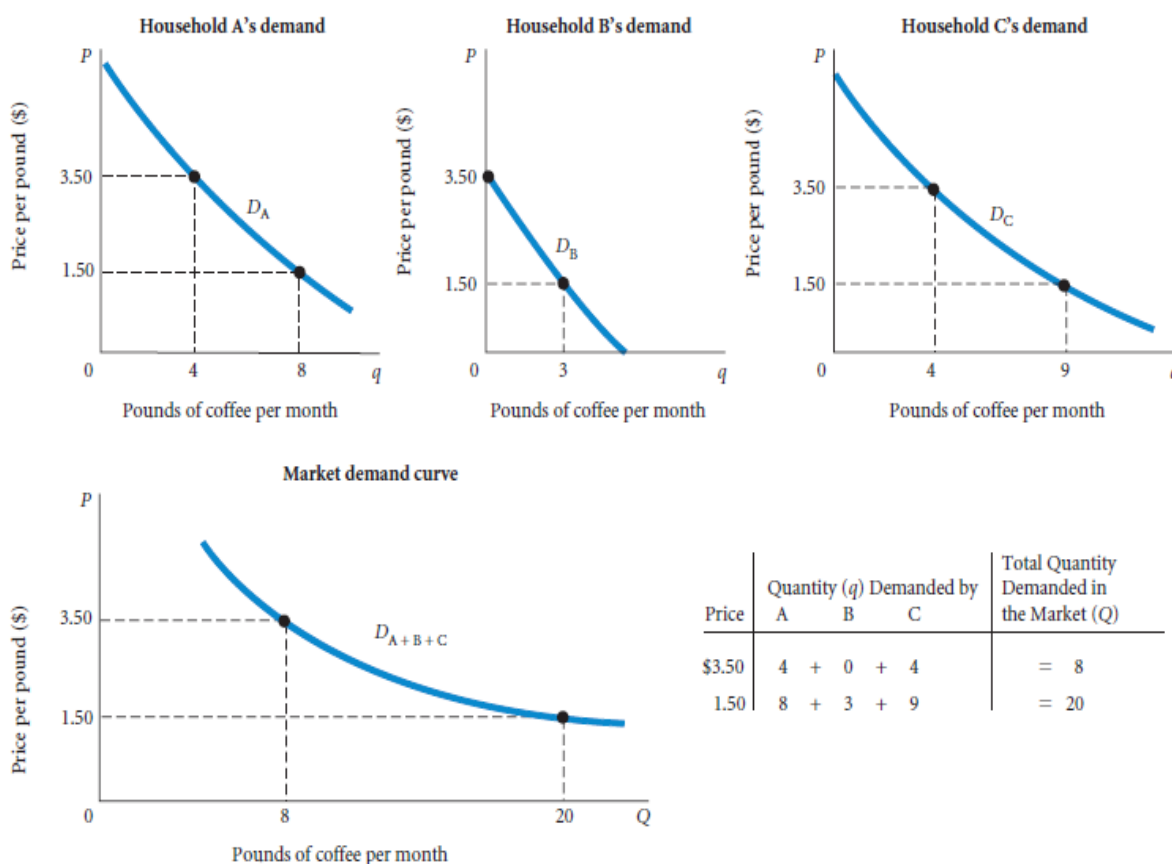 Household A's demand
P
Price per pound ($)
3.50
1.50
D_A
0
4
8
q
Pounds of coffee per month
Household B's demand
P
Price per pound ($)
3.50
1.50
D_B
0
3
q
Pounds of coffee per month
Household C's demand
P
Price per pound ($)
3.50
1.50
D_C
0
4
9
Pounds of coffee per month
Market demand curve
P
Price per pound ($)
3.50
1.50
D_A + B + C
0
8
20
Q
Pounds of coffee per month
Total Quantity
Quantity (q) Demanded by Demanded in
Price A B C the Market (Q)
$3.50 4 + 0 + 4 = 8
1.50 8 + 3 + 9 = 20